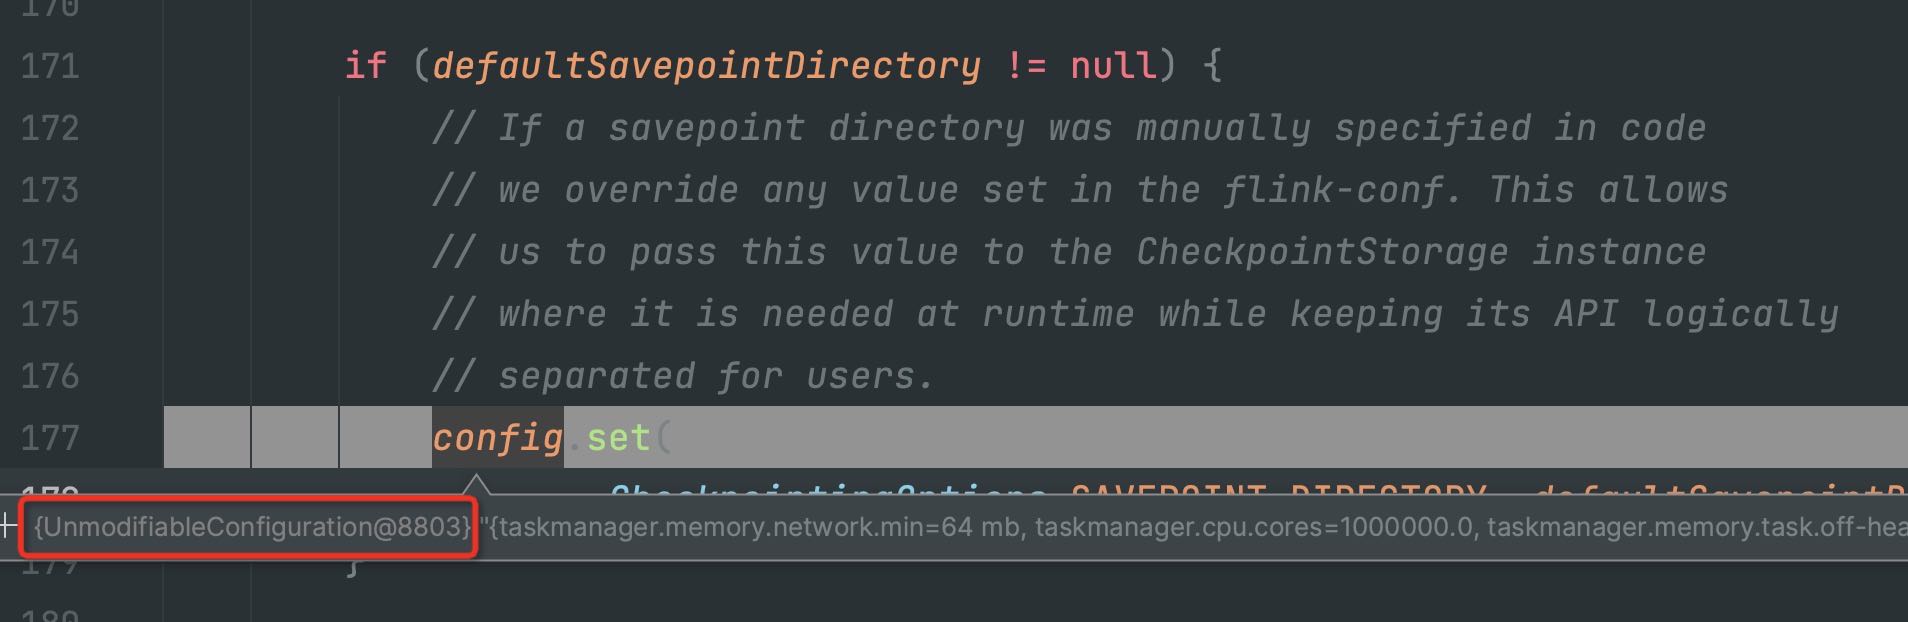 170
171 if (defaultSavepointDirectory != null) {
172 // If a savepoint directory was manually specified in code
173 // we override any value set in the flink-conf. This allows
174 // us to pass this value to the CheckpointStorage instance
175 // where it is needed at runtime while keeping its API logically
176 // separated for users.
177 config.set(
178 CheckpointingOptions.SAVEPOINT_DIRECTORY, defaultSavepointD
+ {UnmodifiableConfiguration@8803} "{taskmanager.memory.network.min=64 mb, taskmanager.cpu.cores=1000000.0, taskmanager.memory.task.off-hea
179 }
180